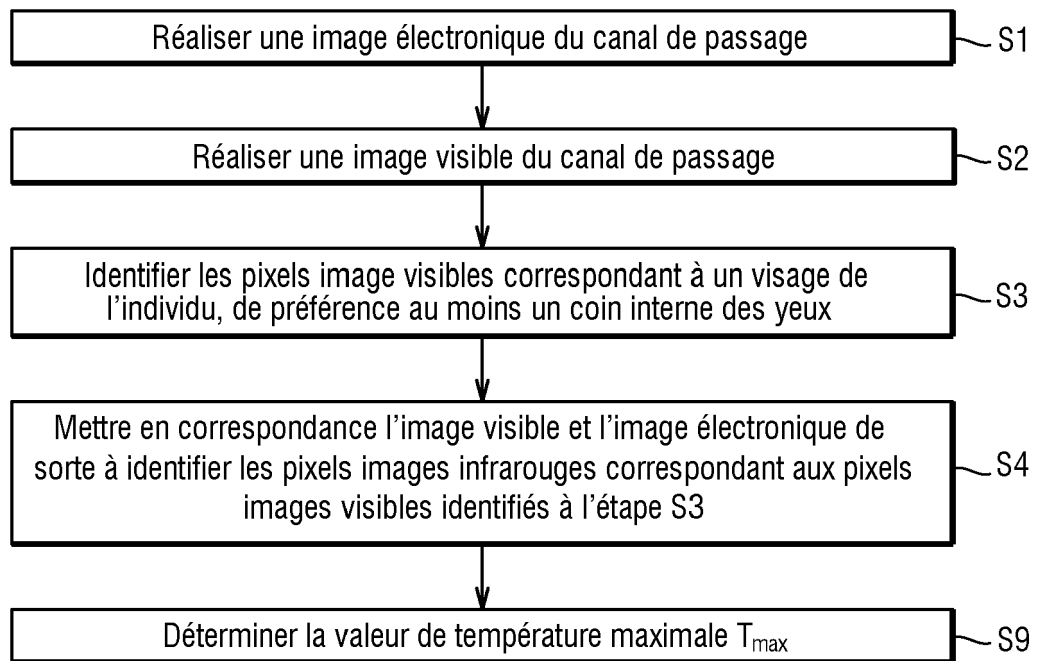 Réaliser une image électronique du canal de passage
S1
Réaliser une image visible du canal de passage
S2
Identifier les pixels image visibles correspondant à un visage de
l'individu, de préférence au moins un coin interne des yeux
S3
Mettre en correspondance l'image visible et l'image électronique de
sorte à identifier les pixels images infrarouges correspondant aux pixels
images visibles identifiés à l'étape S3
S4
Déterminer la valeur de température maximale Tmax
S9